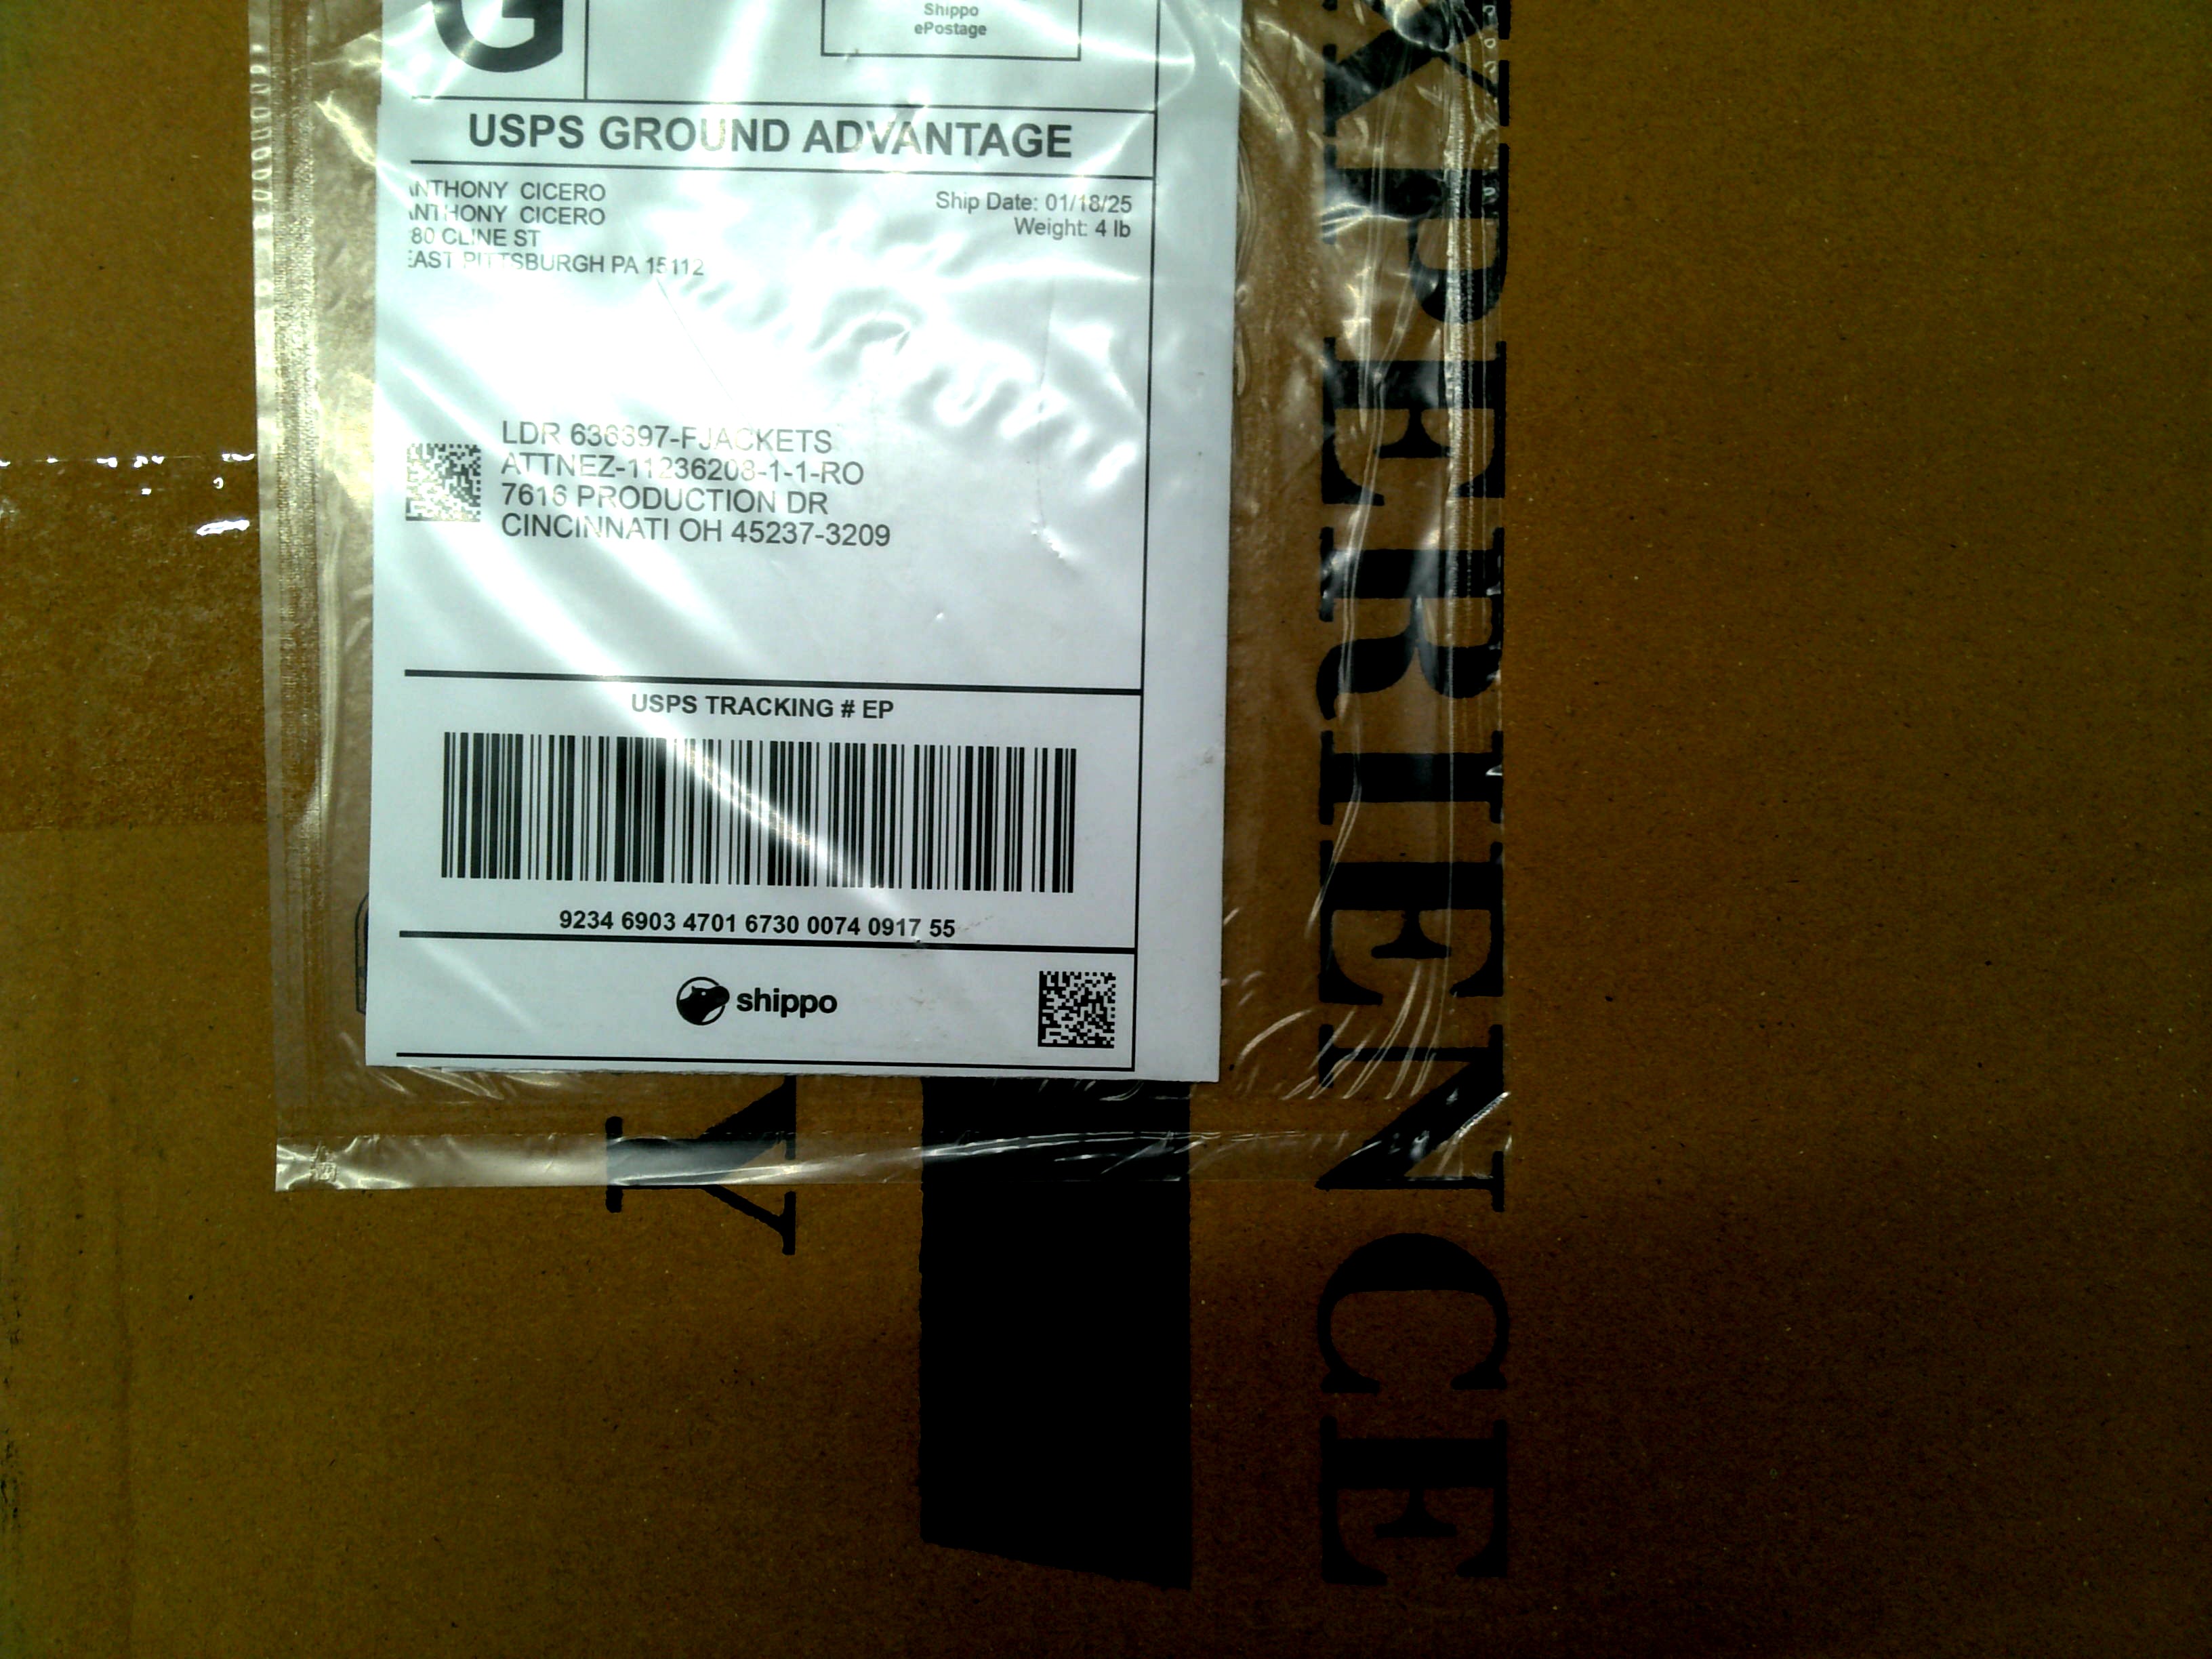 G
Shippo
ePostage
USPS GROUND ADVANTAGE
NTHONY CICERO
NTHONY CICERO
80 CLINE ST
EAST PITTSBURGH PA 15112
Ship Date: 01/18/25
Weight: 4 lb
LDR 636397-FJACKETS
ATTNEZ-11236208-1-1-RO
7616 PRODUCTION DR
CINCINNATI OH 45237-3209
USPS TRACKING # EP
9234 6903 4701 6730 0074 0917 55
shippo
Y
XPERIENCE